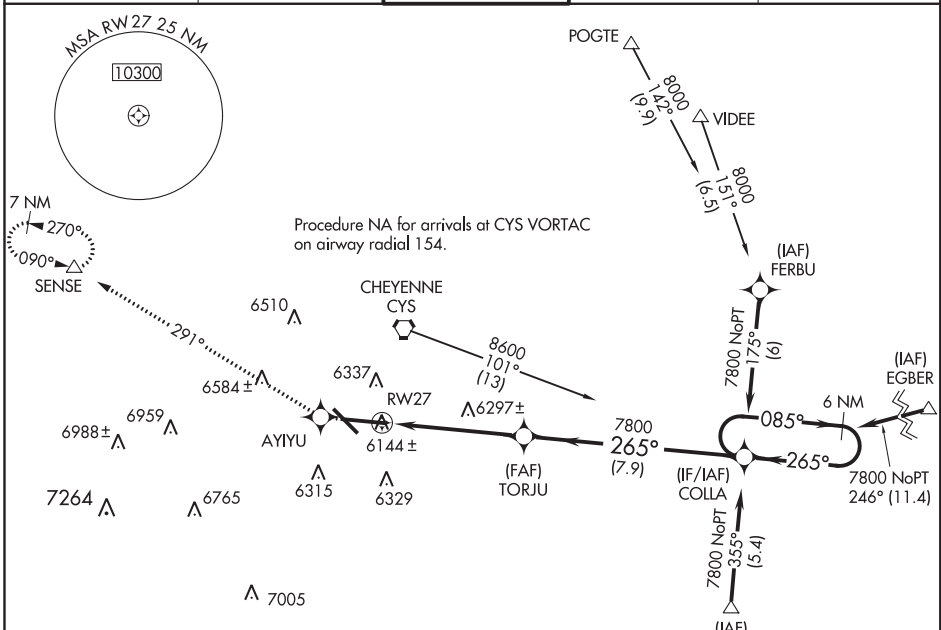 MSA RW27 25 NM
10300
POGTE
8000
142°
(9.9)
VIDEE
8000
151°
(6.5)
7 NM
270°
090°
SENSE
Procedure NA for arrivals at CYS VORTAC
on airway radial 154.
(IAF)
FERBU
CHEYENNE
CYS
6510
291°
8600
101°
(13)
7800 NoPT
175°
(6)
(IAF)
EGBER
6584±
6337
RW27
6297±
6 NM
085°
6959
6988±
AYIYU
6144±
7800
265°
(7.9)
265°
(FAF)
TORJU
(IF/IAF)
COLLA
7800 NoPT
246° (11.4)
6315
6329
7264
6765
7800 NoPT
355°
(5.4)
7005
(IAF)